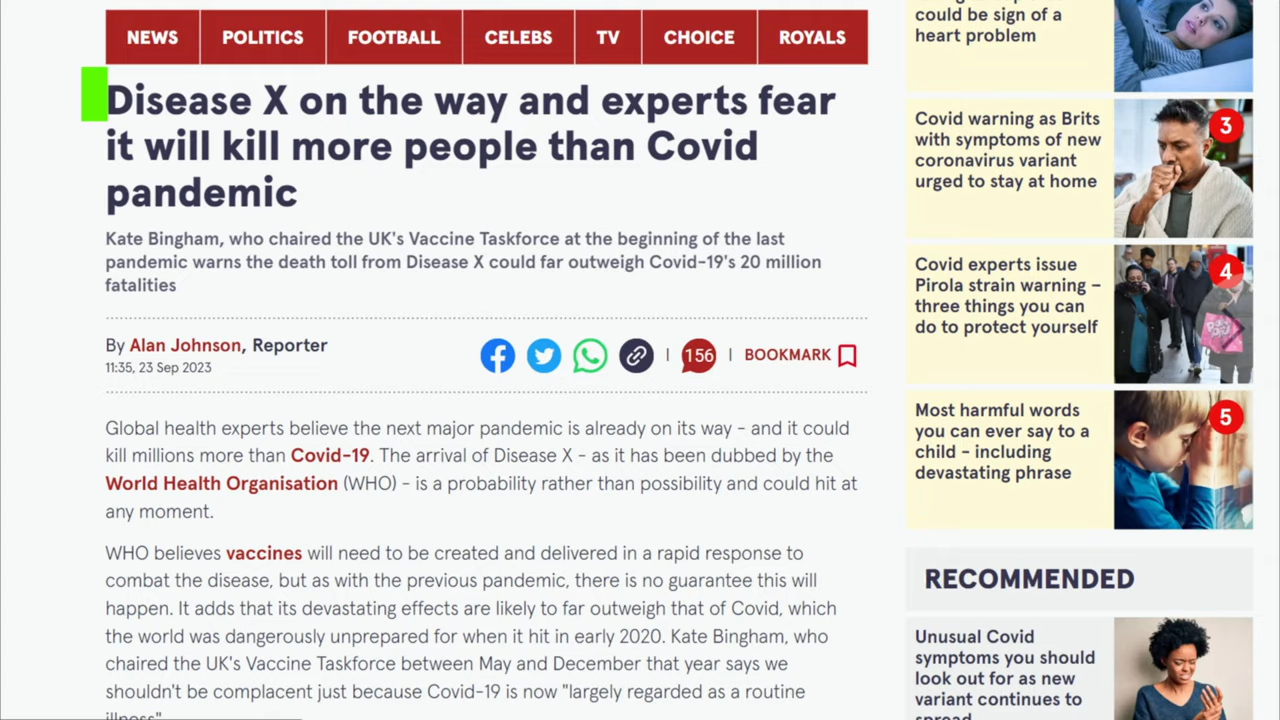 NEWS POLITICS FOOTBALL CELEBS TV CHOICE ROYALS
Disease X on the way and experts fear
it will kill more people than Covid
pandemic
Kate Bingham, who chaired the UK's Vaccine Taskforce at the beginning of the last
pandemic warns the death toll from Disease X could far outweigh Covid-19's 20 million
fatalities
By Alan Johnson, Reporter
11:35, 23 Sep 2023
156 BOOKMARK
Global health experts believe the next major pandemic is already on its way - and it could
kill millions more than Covid-19. The arrival of Disease X - as it has been dubbed by the
World Health Organisation (WHO) - is a probability rather than possibility and could hit at
any moment.
WHO believes vaccines will need to be created and delivered in a rapid response to
combat the disease, but as with the previous pandemic, there is no guarantee this will
happen. It adds that its devastating effects are likely to far outweigh that of Covid, which
the world was dangerously unprepared for when it hit in early 2020. Kate Bingham, who
chaired the UK's Vaccine Taskforce between May and December that year says we
shouldn't be complacent just because Covid-19 is now "largely regarded as a routine
illness"
could be sign of a
heart problem
Covid warning as Brits
with symptoms of new
coronavirus variant
urged to stay at home
3
Covid experts issue
Pirola strain warning –
three things you can
do to protect yourself
4
Most harmful words
you can ever say to a
child - including
devastating phrase
5
RECOMMENDED
Unusual Covid
symptoms you should
look out for as new
variant continues to
spread